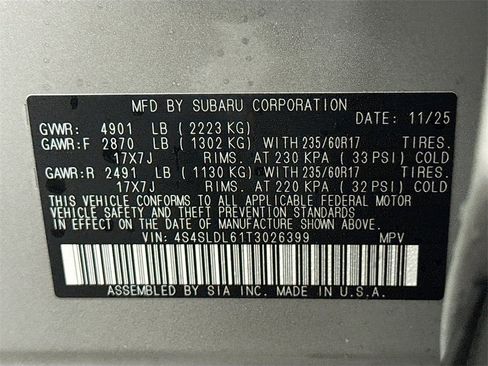 MFD BY SUBARU CORPORATION
DATE: 11/25
GVWR: 4901 LB ( 2223 KG)
GAWR:F 2870 LB ( 1302 KG) WITH 235/60R17 TIRES.
17X7J RIMS. AT 230 KPA ( 33 PSI) COLD
GAWR:R 2491 LB ( 1130 KG) WITH 235/60R17 TIRES.
17X7J RIMS. AT 220 KPA ( 32 PSI) COLD
THIS VEHICLE CONFORMS TO ALL APPLICABLE FEDERAL MOTOR
VEHICLE SAFETY AND THEFT PREVENTION STANDARDS
IN EFFECT ON THE DATE OF MANUFACTURE SHOWN ABOVE.
VIN: 4S4SLDL61T3026399 MPV
ASSEMBLED BY SIA INC. MADE IN U.S.A.